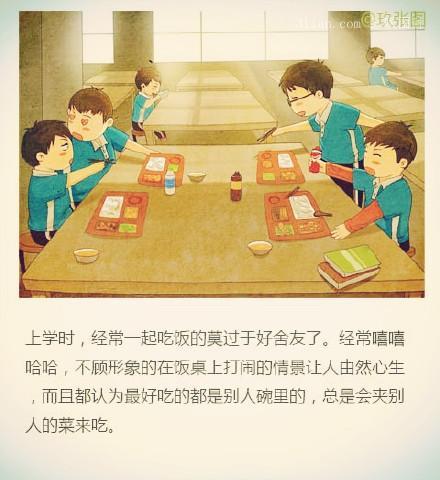 @玖张图
上学时，经常一起吃饭的莫过于好舍友了。经常嘻嘻
哈哈，不顾形象的在饭桌上打闹的情景让人由然心生
，而且都认为最好吃的都是别人碗里的，总是会夹别
人的菜来吃。